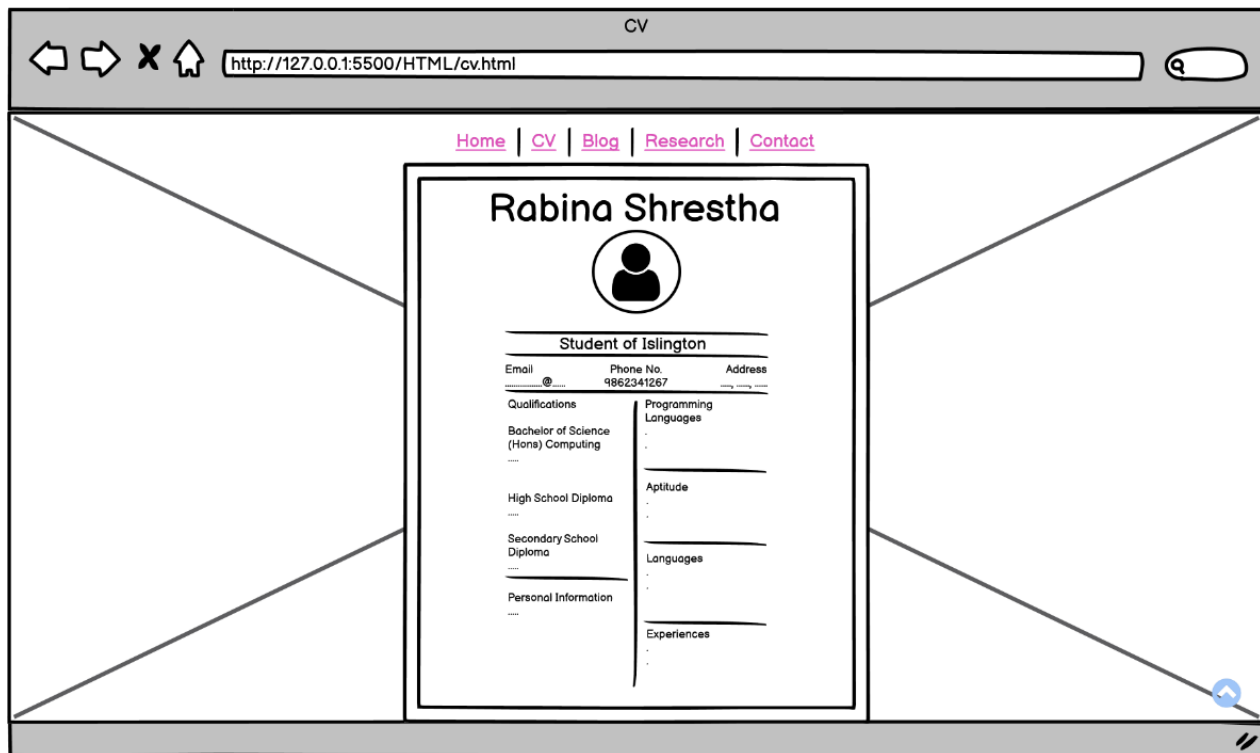 CV
http://127.0.0.1:5500/HTML/cv.html
Home | CV | Blog | Research | Contact
Rabina Shrestha
Student of Islington
Email Phone No. Address
................@...... 9862341267 ....., ......, ......
Qualifications
Bachelor of Science
(Hons) Computing
.....
High School Diploma
.....
Secondary School
Diploma
.....
Personal Information
.....
Programming
Languages
.
.
Aptitude
.
.
Languages
.
.
Experiences
.
.